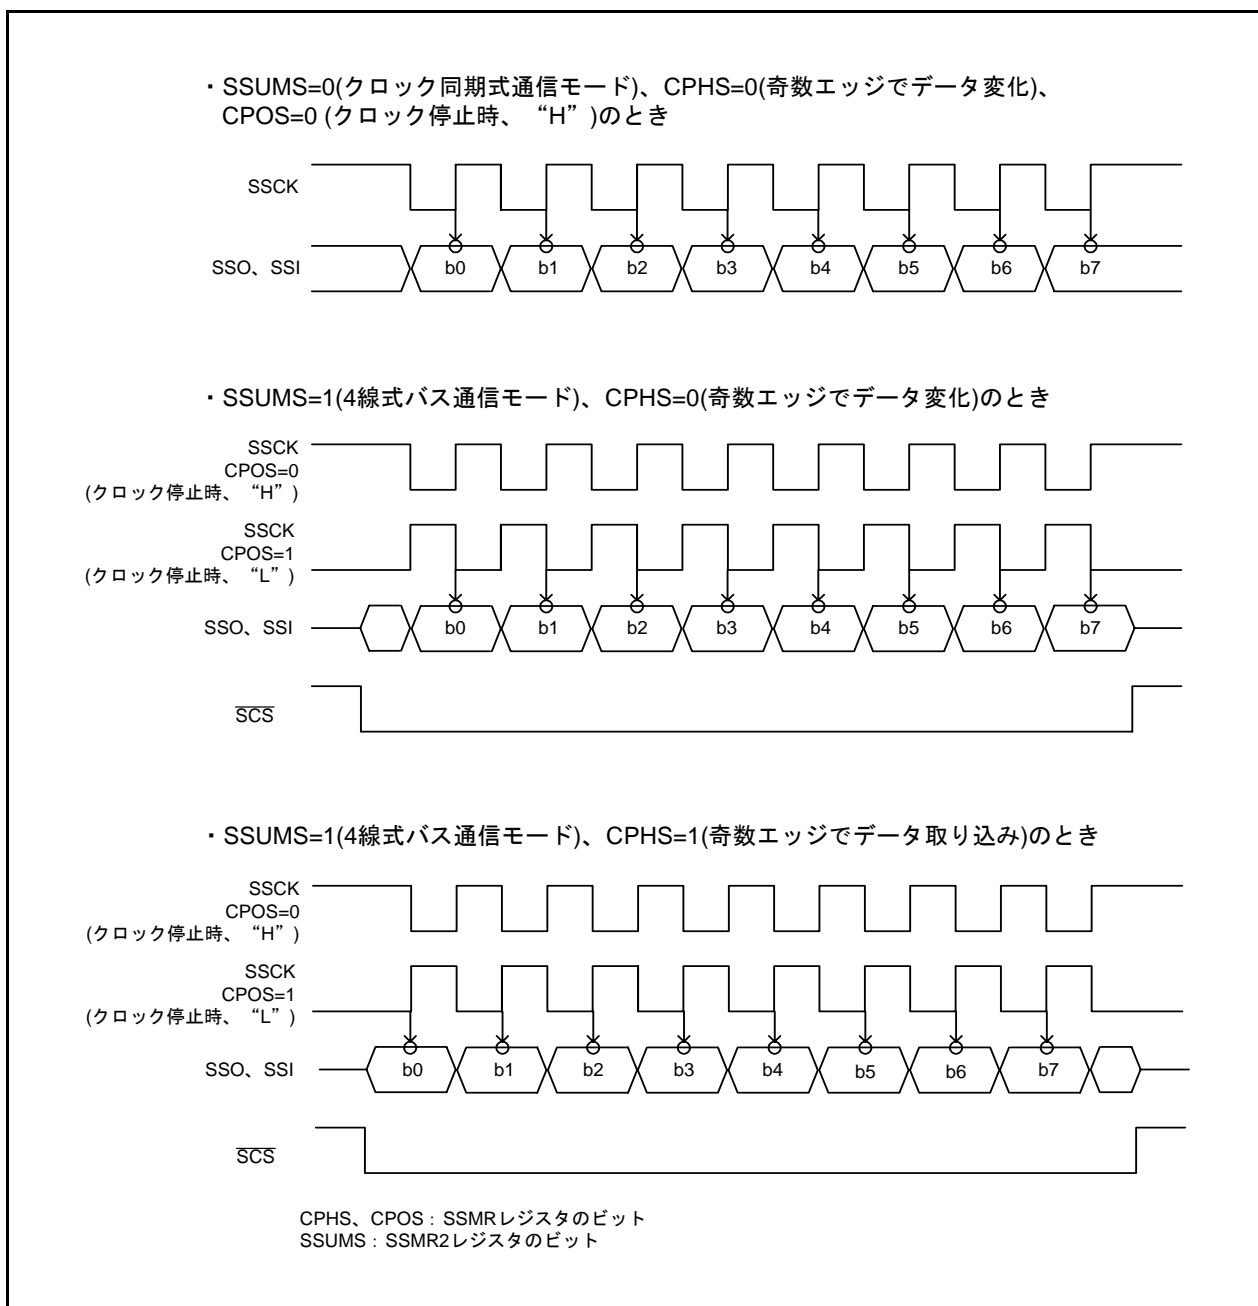 ・SSUMS=0(クロック同期式通信モード)、CPHS=0(奇数エッジでデータ変化)、
CPOS=0 (クロック停止時、“H”)のとき
SSCK
SSO、SSI
b0 b1 b2 b3 b4 b5 b6 b7
・SSUMS=1(4線式バス通信モード)、CPHS=0(奇数エッジでデータ変化)のとき
SSCK
CPOS=0
(クロック停止時、“H”)
SSCK
CPOS=1
(クロック停止時、“L”)
SSO、SSI
b0 b1 b2 b3 b4 b5 b6 b7
SCS
・SSUMS=1(4線式バス通信モード)、CPHS=1(奇数エッジでデータ取り込み)のとき
SSCK
CPOS=0
(クロック停止時、“H”)
SSCK
CPOS=1
(クロック停止時、“L”)
SSO、SSI
b0 b1 b2 b3 b4 b5 b6 b7
SCS
CPHS、CPOS：SSMRレジスタのビット
SSUMS：SSMR2レジスタのビット